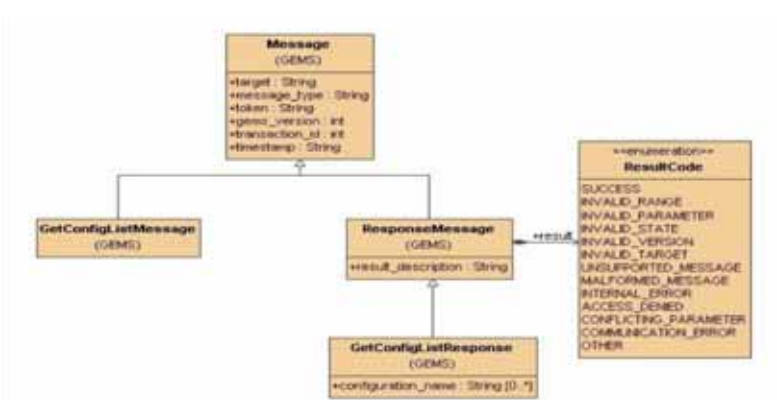 Message
(GEMS)
+target : String
+message_type : String
+token : String
+gems_version : int
+transaction_id : int
+timestamp : String
GetConfigListMessage
(GEMS)
ResponseMessage
(GEMS)
+result_description : String
+result
<<enumeration>>
ResultCode
SUCCESS
INVALID_RANGE
INVALID_PARAMETER
INVALID_STATE
INVALID_VERSION
INVALID_TARGET
UNSUPPORTED_MESSAGE
MALFORMED_MESSAGE
INTERNAL_ERROR
ACCESS_DENIED
CONFLICTING_PARAMETER
COMMUNICATION_ERROR
OTHER
GetConfigListResponse
(GEMS)
+configuration_name : String [0..*]